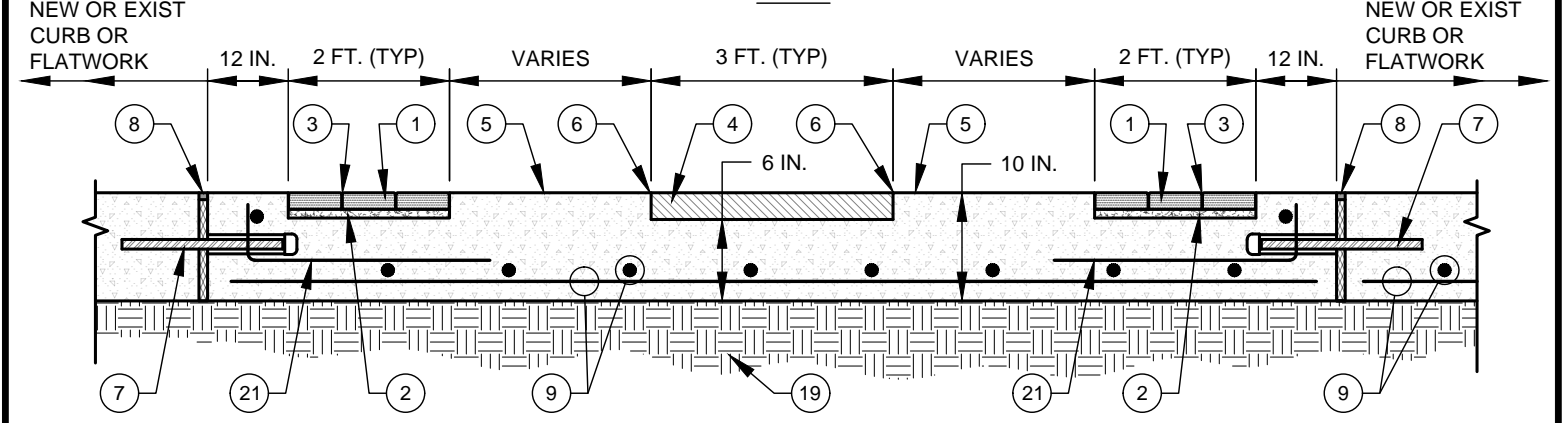 NEW OR EXIST
CURB OR
FLATWORK
12 IN.
2 FT. (TYP)
VARIES
3 FT. (TYP)
VARIES
2 FT. (TYP)
12 IN.
NEW OR EXIST
CURB OR
FLATWORK
8
3
1
5
6
4
6
5
1
3
8
7
6 IN.
10 IN.
7
21
2
9
19
21
2
9